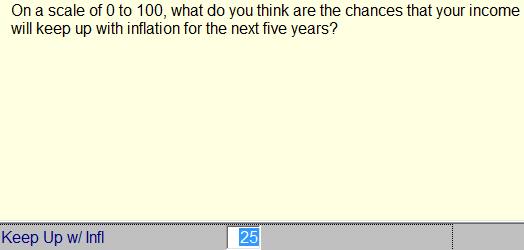 On a scale of 0 to 100, what do you think are the chances that your income
will keep up with inflation for the next five years?
Keep Up w/ Infl 25